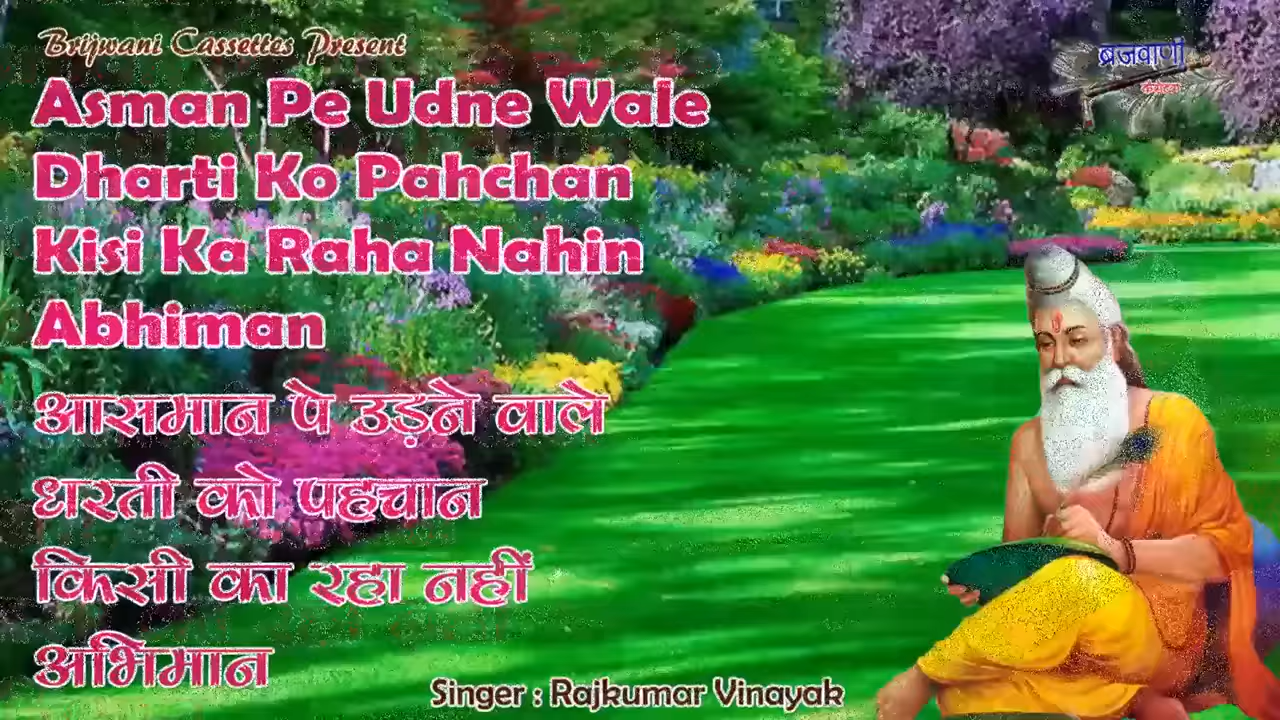 Brijwani Cassettes Present
ब्रजवाणी
कैसेट्स
Asman Pe Udne Wale
Dharti Ko Pahchan
Kisi Ka Raha Nahin
Abhiman
आसमान पे उड़ने वाले
धरती को पहचान
किसी का रहा नहीं
अभिमान
Singer : Rajkumar Vinayak